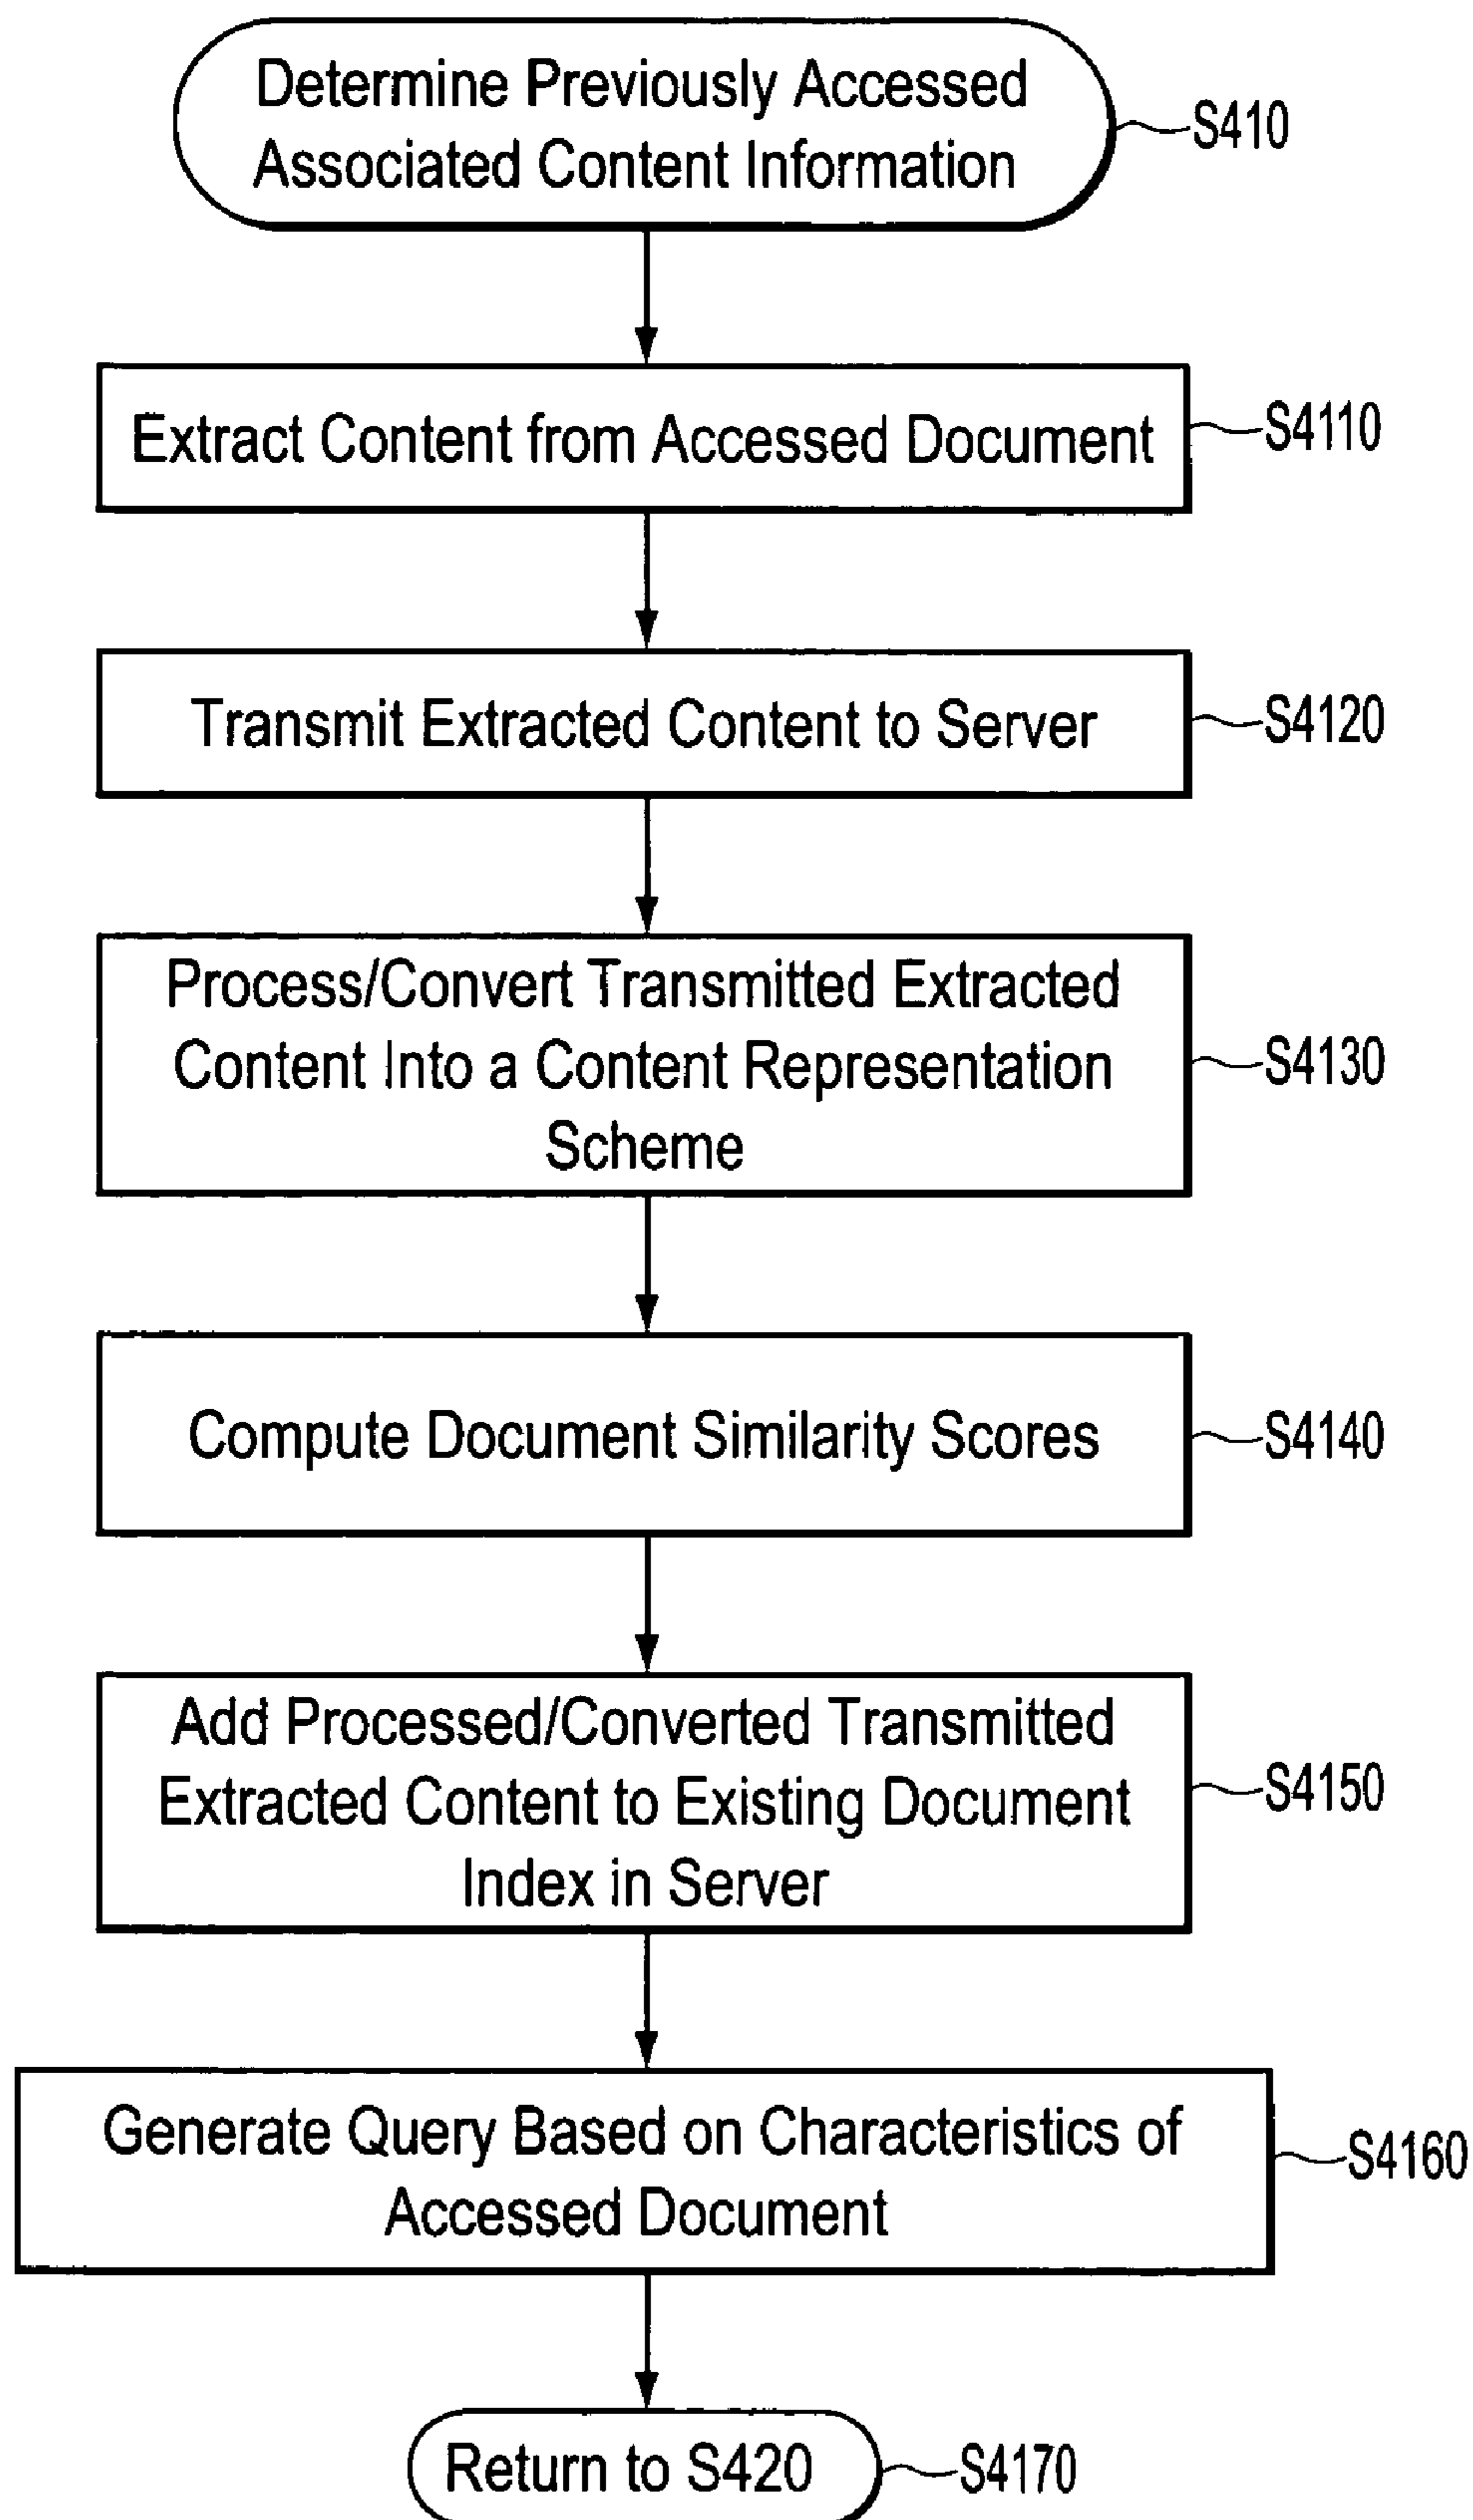 Determine Previously Accessed
Associated Content Information
S410
Extract Content from Accessed Document
S4110
Transmit Extracted Content to Server
S4120
Process/Convert Transmitted Extracted
Content Into a Content Representation
Scheme
S4130
Compute Document Similarity Scores
S4140
Add Processed/Converted Transmitted
Extracted Content to Existing Document
Index in Server
S4150
Generate Query Based on Characteristics of
Accessed Document
S4160
Return to S420
S4170